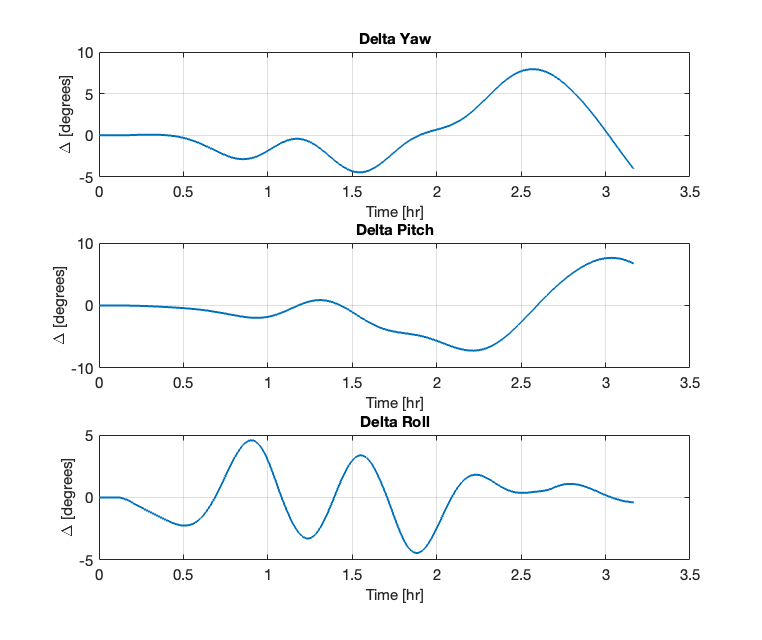 Delta Yaw
10
5
0
-5
Δ [degrees]
0 0.5 1 1.5 2 2.5 3 3.5
Time [hr]
Delta Pitch
10
0
-10
Δ [degrees]
0 0.5 1 1.5 2 2.5 3 3.5
Time [hr]
Delta Roll
5
0
-5
Δ [degrees]
0 0.5 1 1.5 2 2.5 3 3.5
Time [hr]